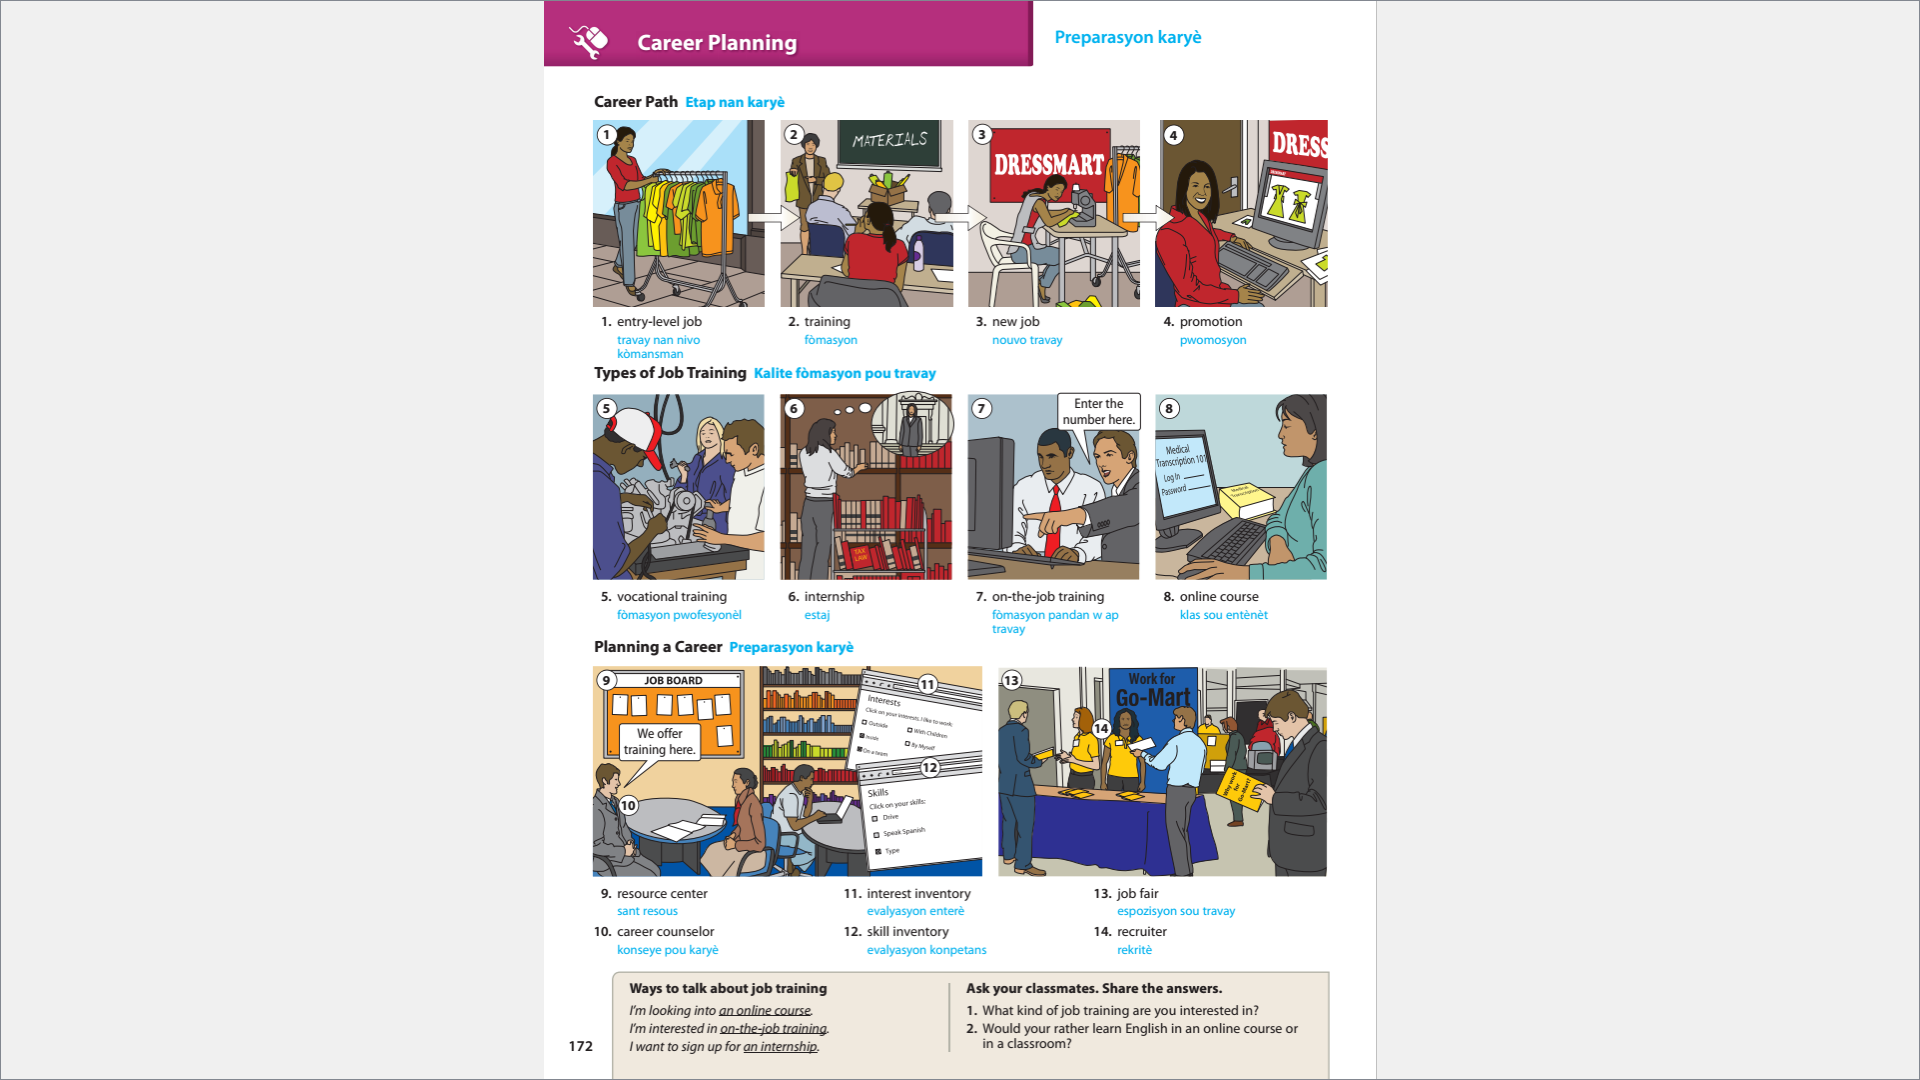 Career Planning
Preparasyon karyè
Career Path Etap nan karyè
1
2
MATERIALS
3
DRESSMART
4
DRESS
1. entry-level job
travay nan nivo
kòmansman
2. training
fòmasyon
3. new job
nouvo travay
4. promotion
pwomosyon
Types of Job Training Kalite fòmasyon pou travay
5
6
TAX
LAW
7
Enter the
number here.
8
Medical
Transcription 101
Log In
Password
Medical
Transcription
5. vocational training
fòmasyon pwofesyonèl
6. internship
estaj
7. on-the-job training
fòmasyon pandan w ap
travay
8. online course
klas sou entènèt
Planning a Career Preparasyon karyè
9
JOB BOARD
We offer
training here.
10
11
Interests
Click on your interests. I like to work:
Outside
With Children
Inside
By Myself
On a team
12
Skills
Click on your skills:
Drive
Speak Spanish
Type
13
Work for
Go-Mart
14
Why work
for
Go-Mart?
9. resource center
sant resous
10. career counselor
konseye pou karyè
11. interest inventory
evalyasyon enterè
12. skill inventory
evalyasyon konpetans
13. job fair
espozisyon sou travay
14. recruiter
rekritè
Ways to talk about job training
I'm looking into an online course.
I'm interested in on-the-job training.
I want to sign up for an internship.
Ask your classmates. Share the answers.
1. What kind of job training are you interested in?
2. Would your rather learn English in an online course or
in a classroom?
172